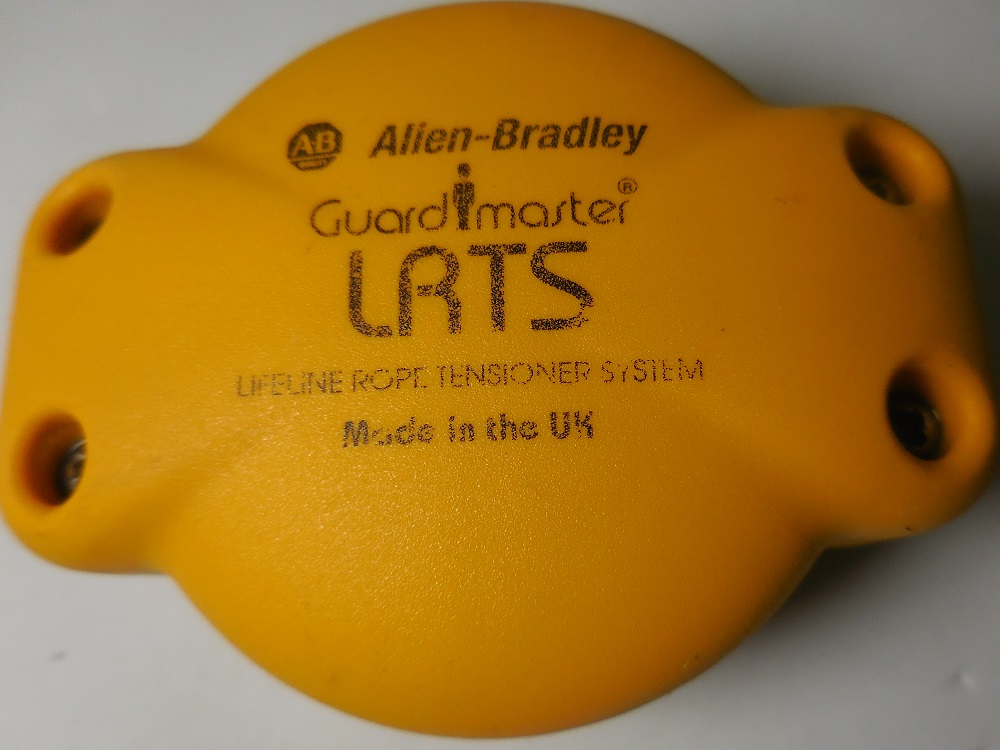 AB Allen-Bradley
Guardmaster®
LRTS
LIFELINE ROPE TENSIONER SYSTEM
Made in the UK